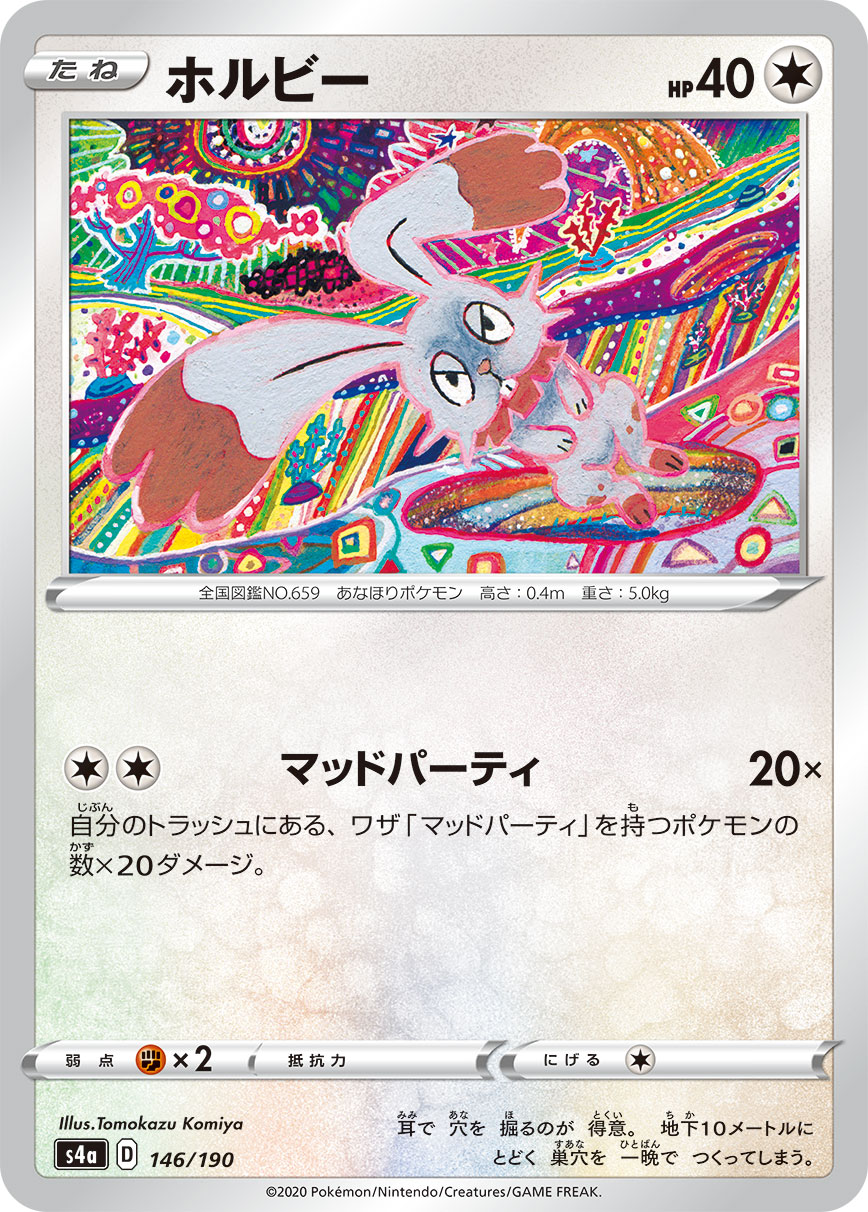 たね ホルビー HP40
全国図鑑NO.659 あなほりポケモン 高さ：0.4m 重さ：5.0kg
マッドパーティ 20×
自分のトラッシュにある、ワザ「マッドパーティ」を持つポケモンの
数×20ダメージ。
弱点 ×2 抵抗力 にげる
Illus.Tomokazu Komiya
耳で 穴を 掘るのが 得意。 地下10メートルに
とどく 巣穴を 一晩で つくってしまう。
s4a D 146/190
©2020 Pokémon/Nintendo/Creatures/GAME FREAK.